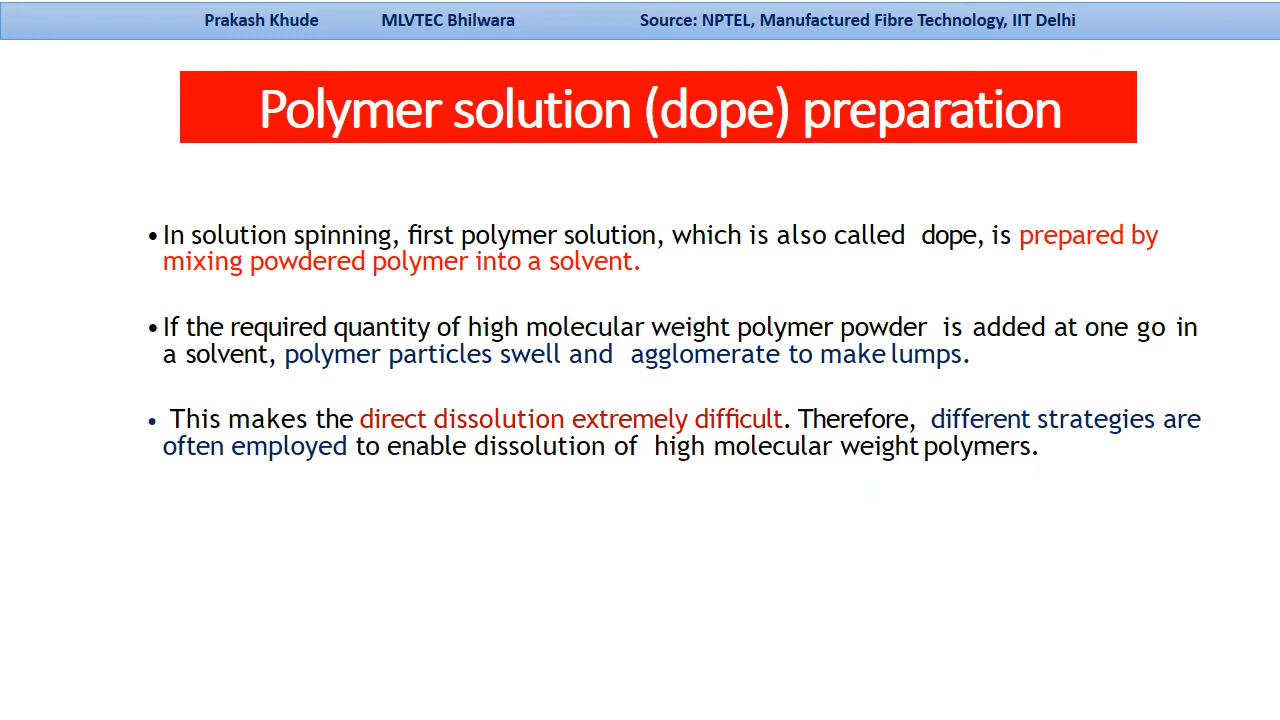 Prakash Khude MLVTEC Bhilwara Source: NPTEL, Manufactured Fibre Technology, IIT Delhi
Polymer solution (dope) preparation
• In solution spinning, first polymer solution, which is also called dope, is prepared by
mixing powdered polymer into a solvent.
• If the required quantity of high molecular weight polymer powder is added at one go in
a solvent, polymer particles swell and agglomerate to make lumps.
• This makes the direct dissolution extremely difficult. Therefore, different strategies are
often employed to enable dissolution of high molecular weight polymers.